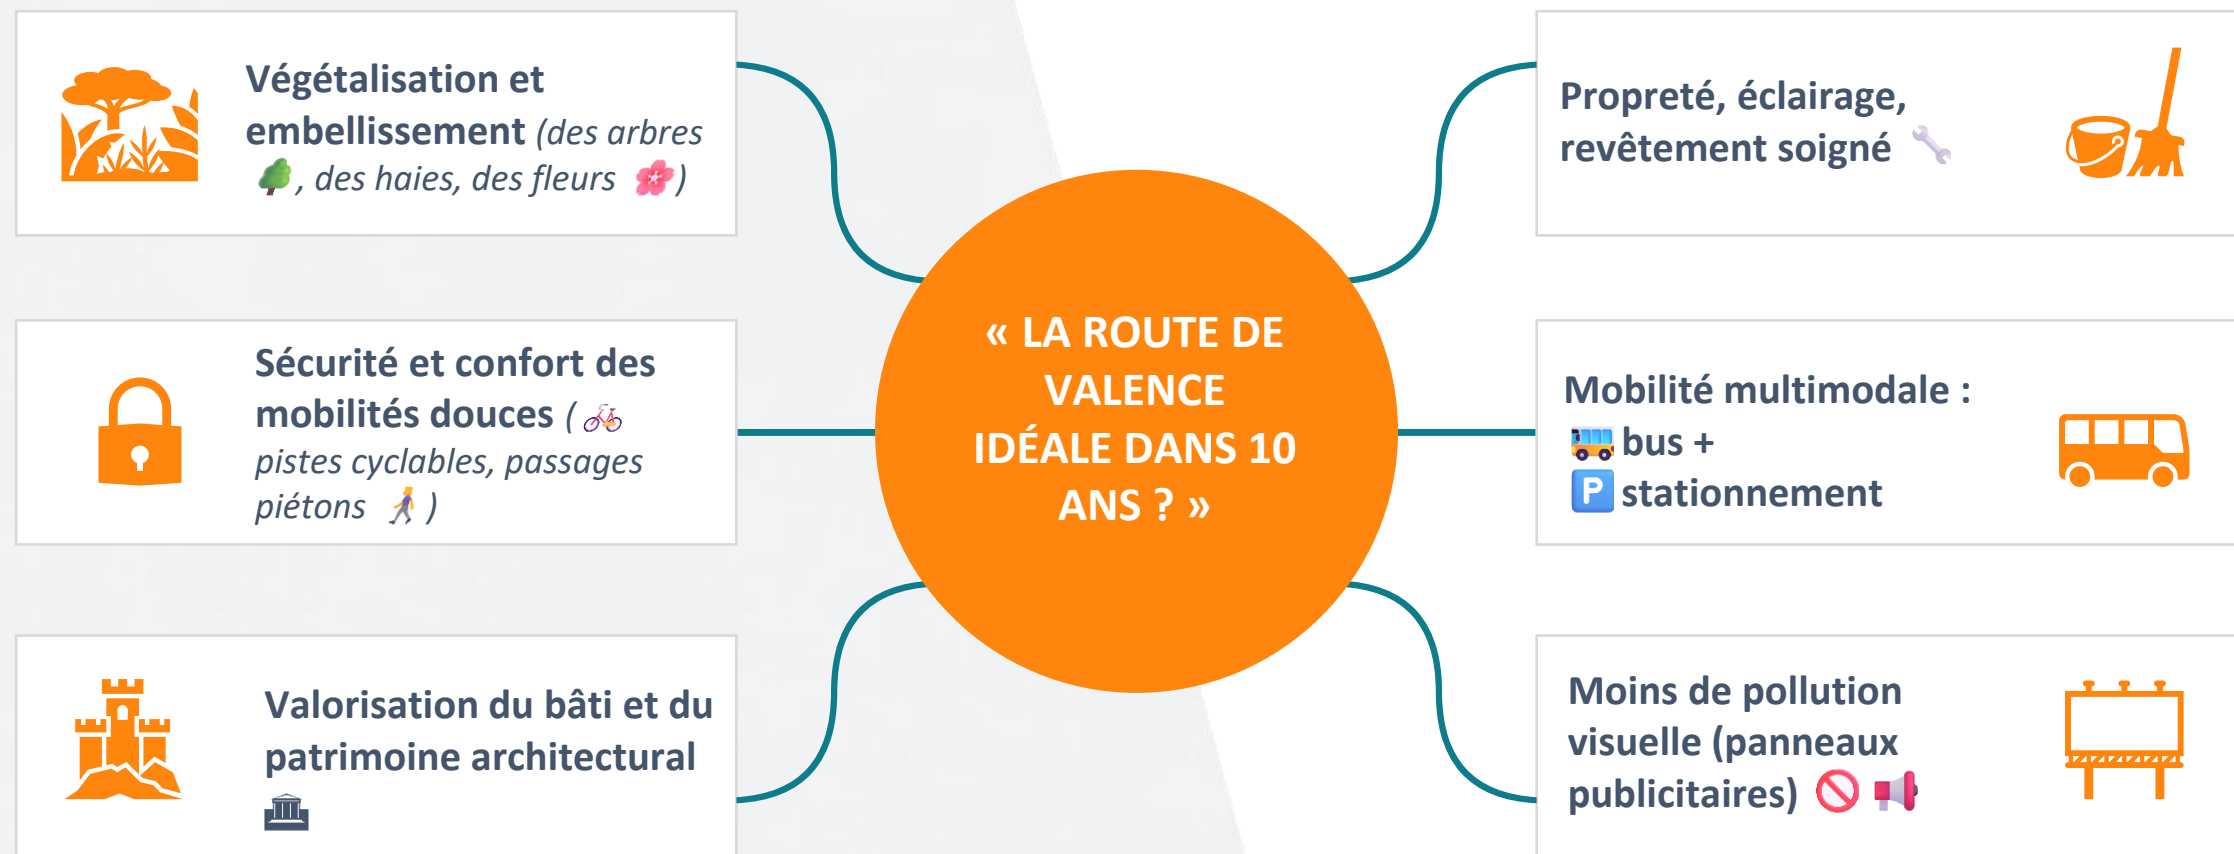 Végétalisation et
embellissement (des arbres
🌳, des haies, des fleurs 🌺)
Sécurité et confort des
mobilités douces (🚲
pistes cyclables, passages
piétons 🚶)
Valorisation du bâti et du
patrimoine architectural
🏛
« LA ROUTE DE
VALENCE
IDÉALE DANS 10
ANS ? »
Propreté, éclairage,
revêtement soigné 🔧
Mobilité multimodale :
🚌 bus +
🅿 stationnement
Moins de pollution
visuelle (panneaux
publicitaires) 🚫 📢